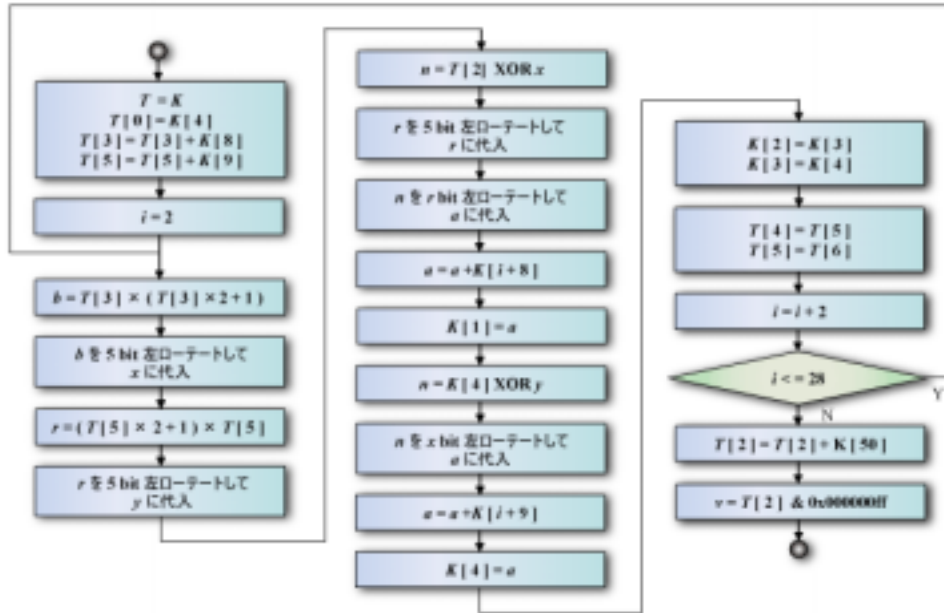 T = K
T [ 0 ] = K [ 4 ]
T [ 3 ] = T [ 3 ] + K [ 8 ]
T [ 5 ] = T [ 5 ] + K [ 9 ]
i = 2
b = T [ 3 ] × ( T [ 3 ] × 2 + 1 )
b を 5 bit 左ローテートして
x に代入
r = ( T [ 5 ] × 2 + 1 ) × T [ 5 ]
r を 5 bit 左ローテートして
y に代入
n = T [ 2 ] XOR x
r を 5 bit 左ローテートして
r に代入
n を r bit 左ローテートして
a に代入
a = a + K [ i + 8 ]
K [ 1 ] = a
n = K [ 4 ] XOR y
n を x bit 左ローテートして
a に代入
a = a + K [ i + 9 ]
K [ 4 ] = a
K [ 2 ] = K [ 3 ]
K [ 3 ] = K [ 4 ]
T [ 4 ] = T [ 5 ]
T [ 5 ] = T [ 6 ]
i = i + 2
i < = 28
Y
N
T [ 2 ] = T [ 2 ] + K [ 50 ]
v = T [ 2 ] & 0x000000ff